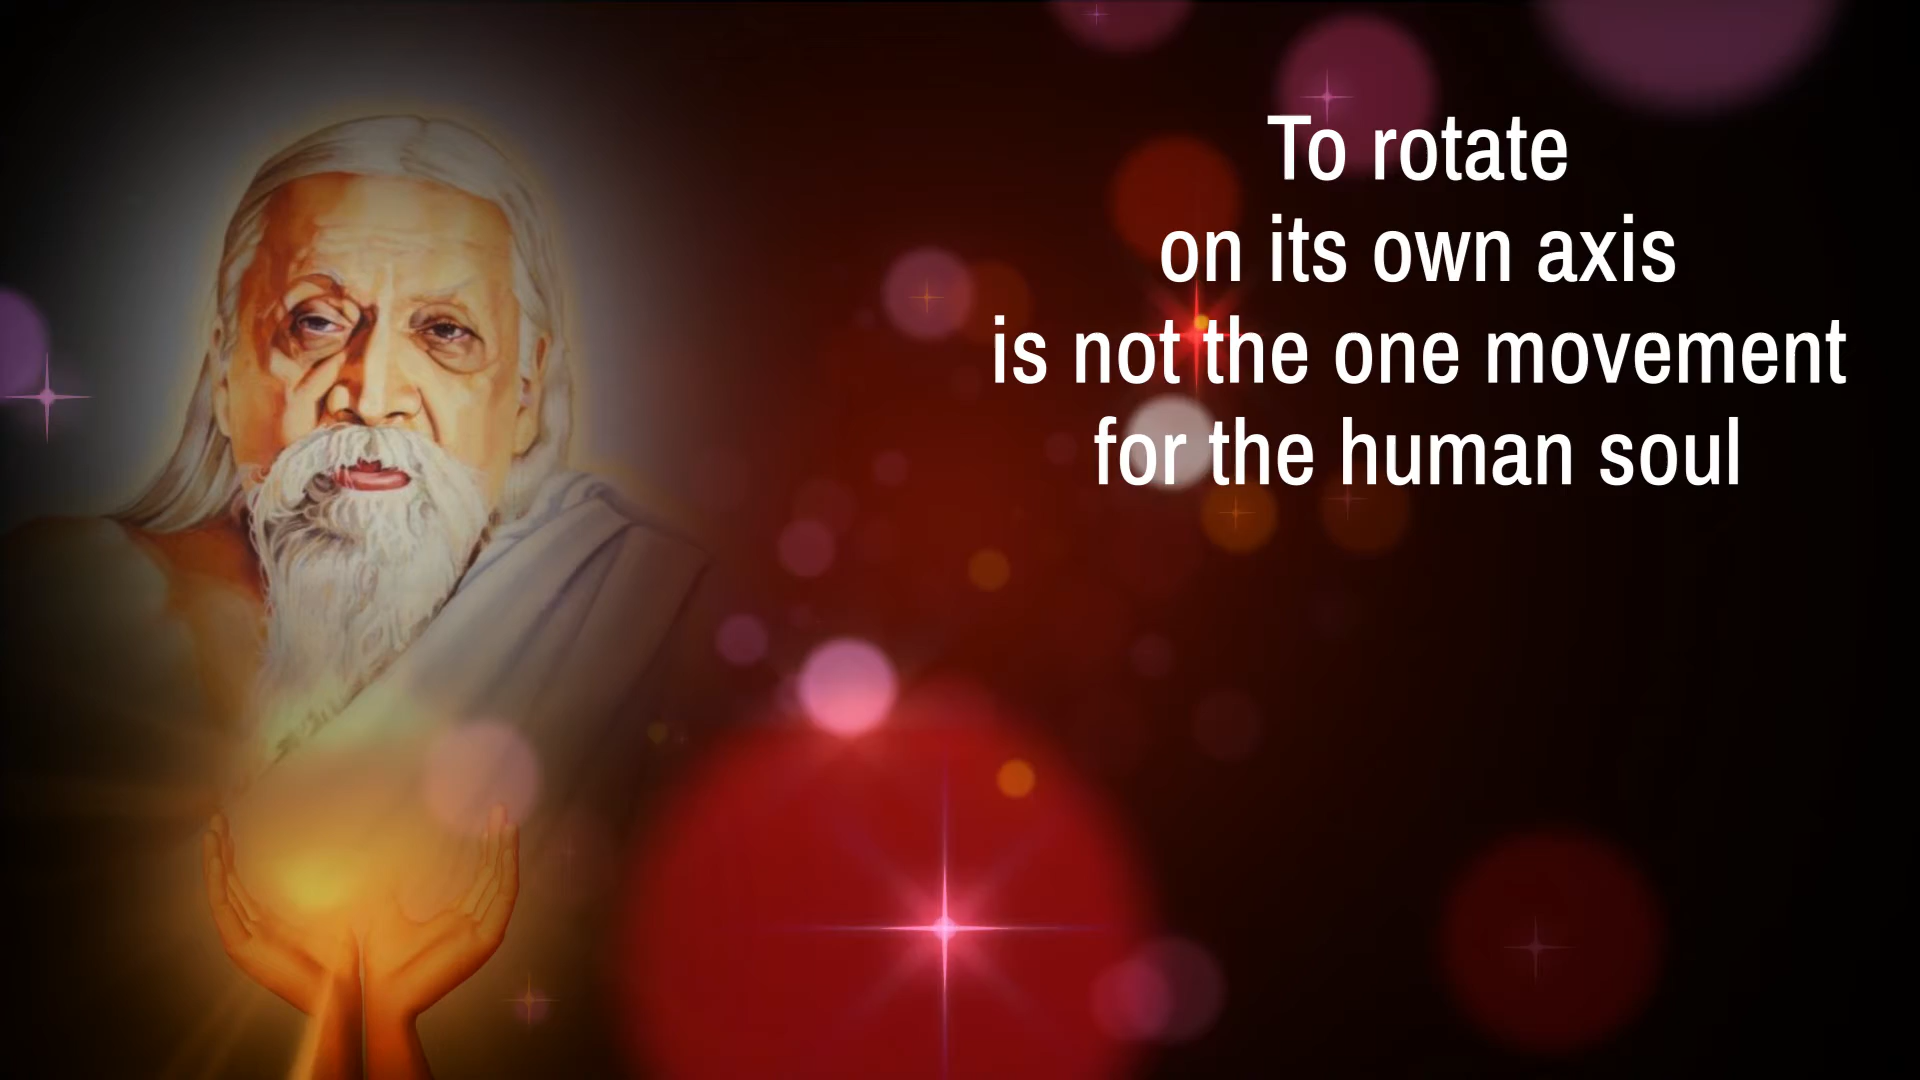 To rotate
on its own axis
is not the one movement
for the human soul